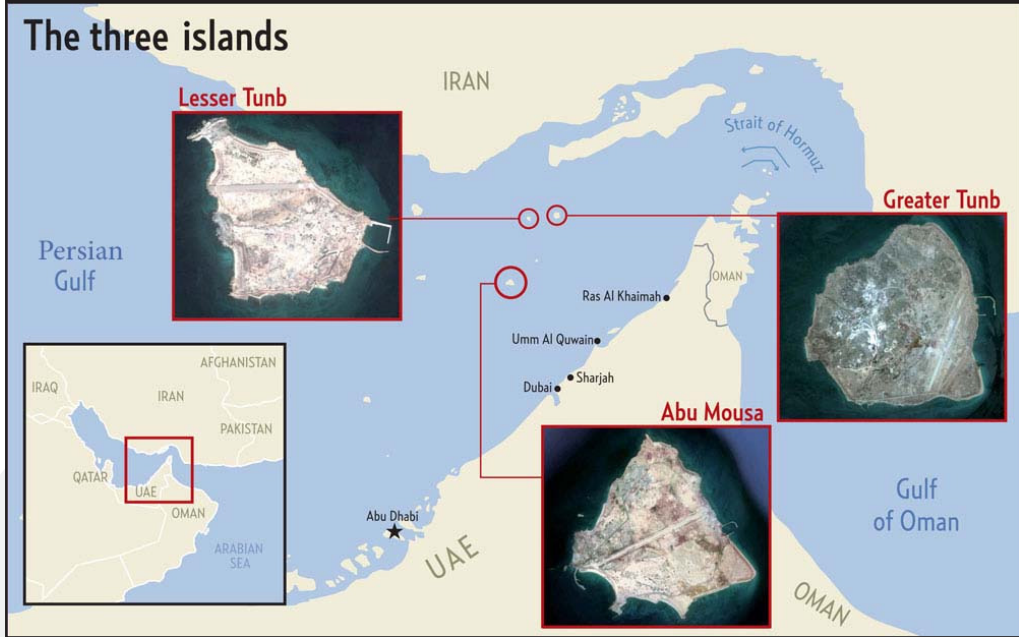 The three islands
IRAN
Lesser Tunb
Strait of Hormuz
Greater Tunb
Persian
Gulf
OMAN
Ras Al Khaimah
Umm Al Quwain
Dubai
Sharjah
Abu Mousa
AFGHANISTAN
IRAQ
IRAN
PAKISTAN
QATAR
UAE
OMAN
ARABIAN
SEA
Abu Dhabi
UAE
Gulf
of Oman
OMAN